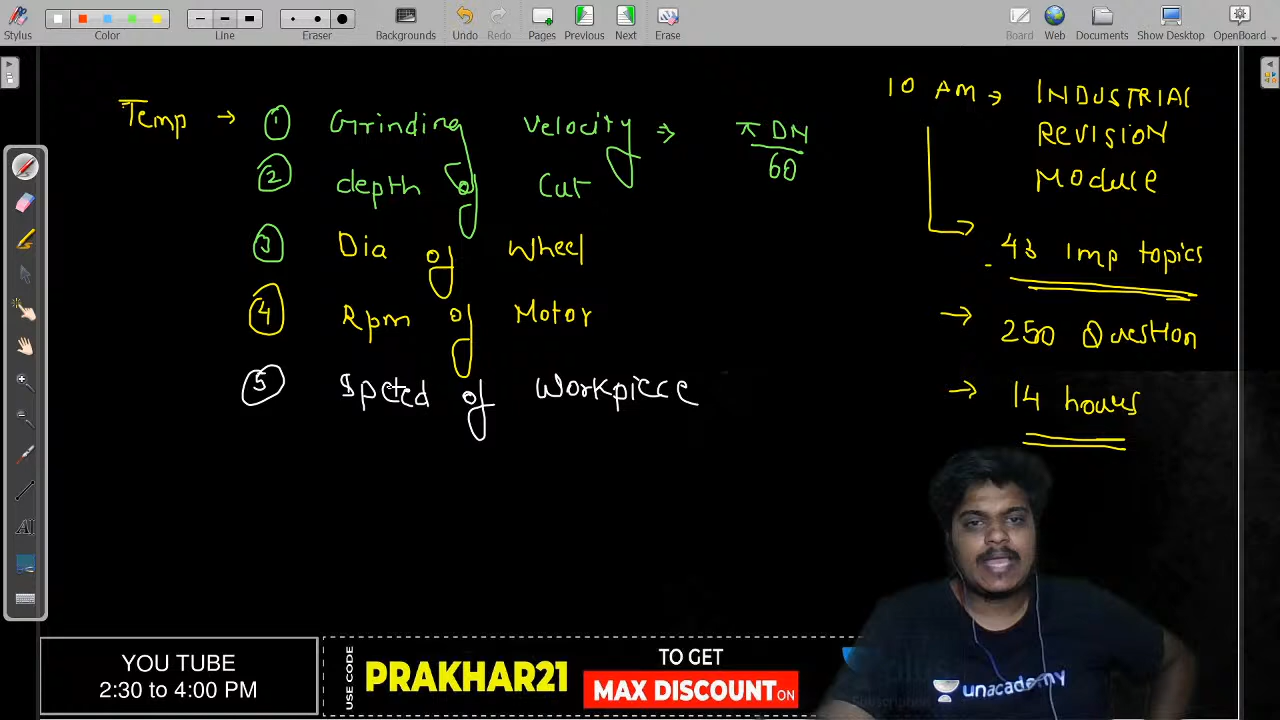 Stylus
Color
Line
Eraser
Backgrounds
Undo
Redo
Pages
Previous
Next
Erase
Board
Web
Documents
Show Desktop
OpenBoard
Temp → ① Grinding Velocity ⇒ πDN/60
② depth of Cut
③ Dia of Wheel
④ Rpm of Motor
⑤ Speed of Workpiece
10 AM → INDUSTRIAL
REVISION
MODULE
→ 43 Imp topics
→ 250 Question
→ 14 hours
AI
unacademy
YOU TUBE
2:30 to 4:00 PM
USE CODE
PRAKHAR21
TO GET
MAX DISCOUNT ON